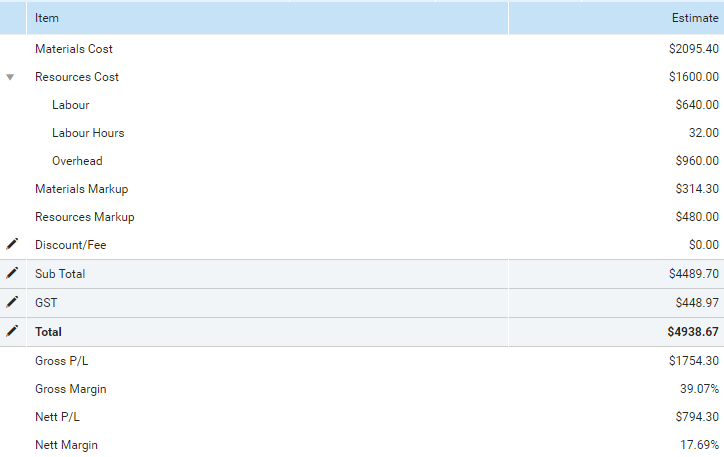 Item Estimate
Materials Cost $2095.40
Resources Cost $1600.00
Labour $640.00
Labour Hours 32.00
Overhead $960.00
Materials Markup $314.30
Resources Markup $480.00
Discount/Fee $0.00
Sub Total $4489.70
GST $448.97
Total $4938.67
Gross P/L $1754.30
Gross Margin 39.07%
Nett P/L $794.30
Nett Margin 17.69%